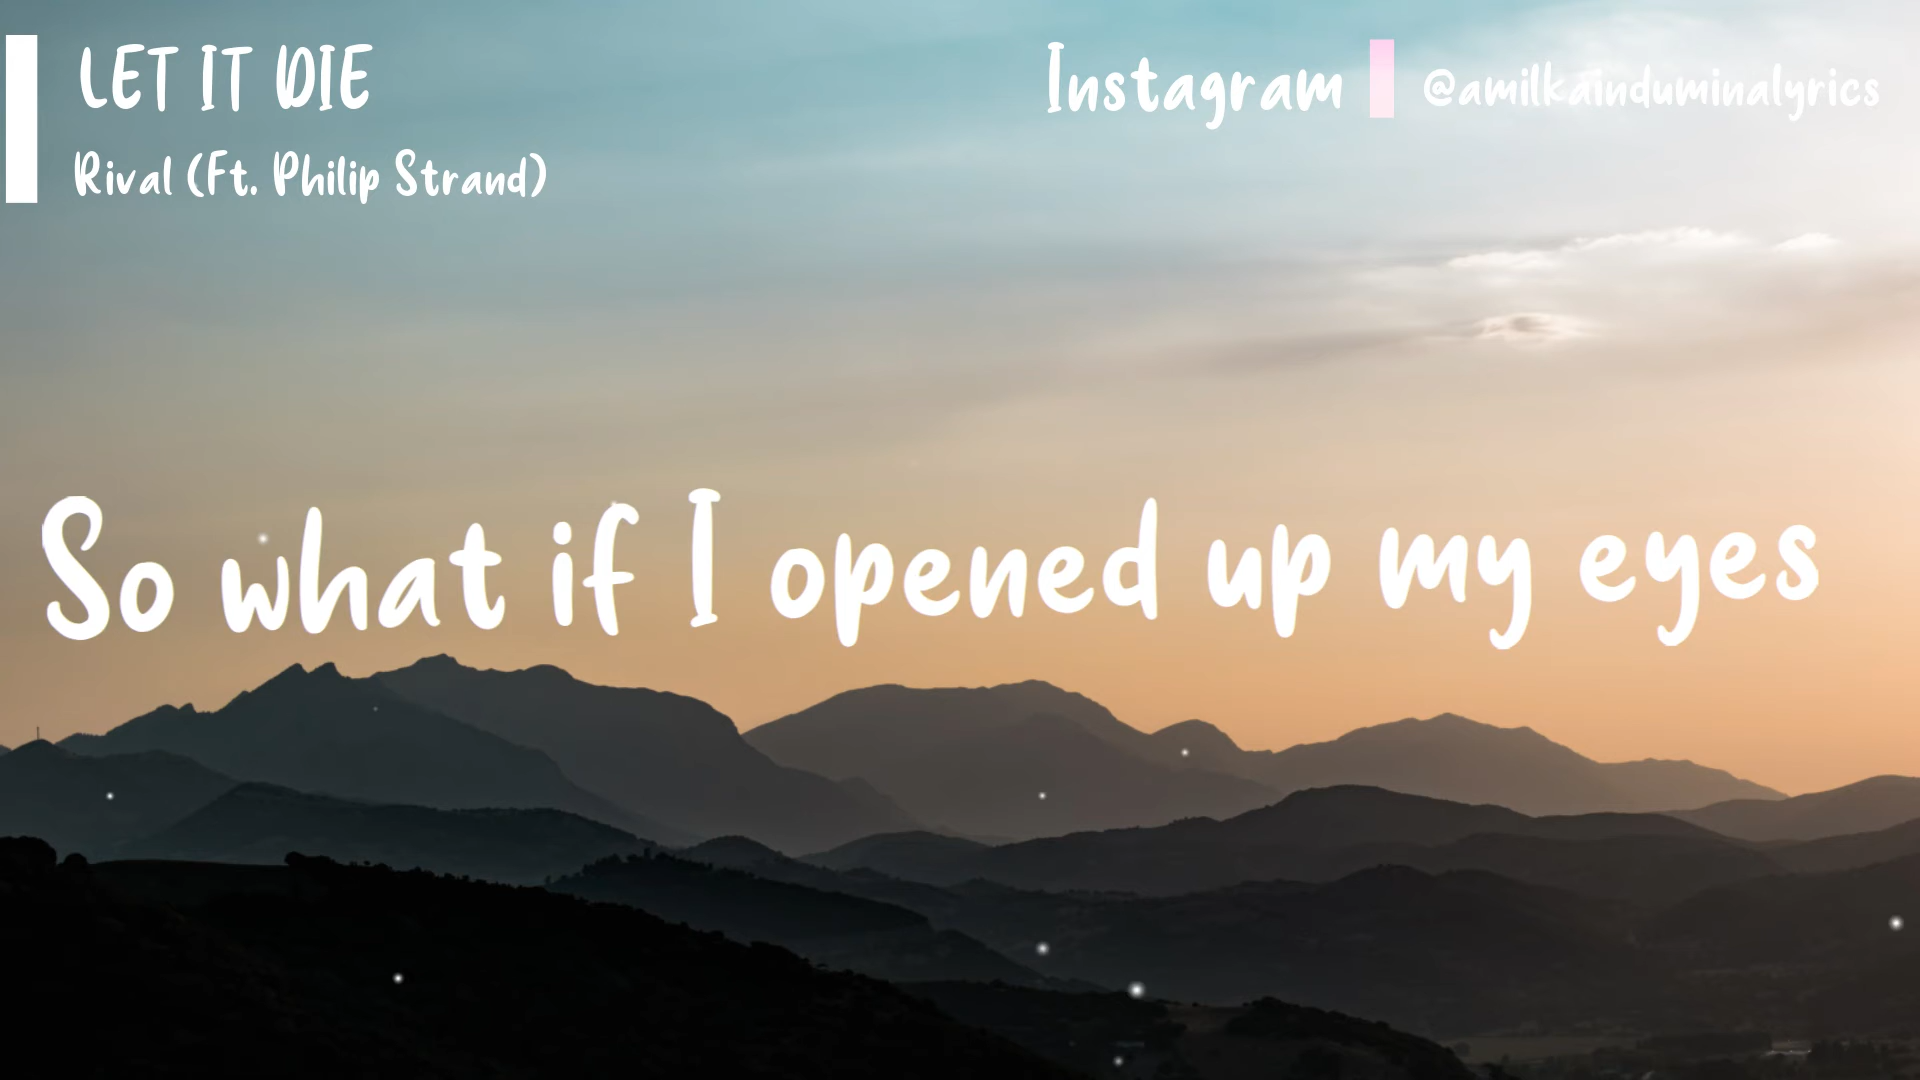 LET IT DIE
Rival (Ft. Philip Strand)
Instagram @amilkainduminalyrics
So what if I opened up my eyes